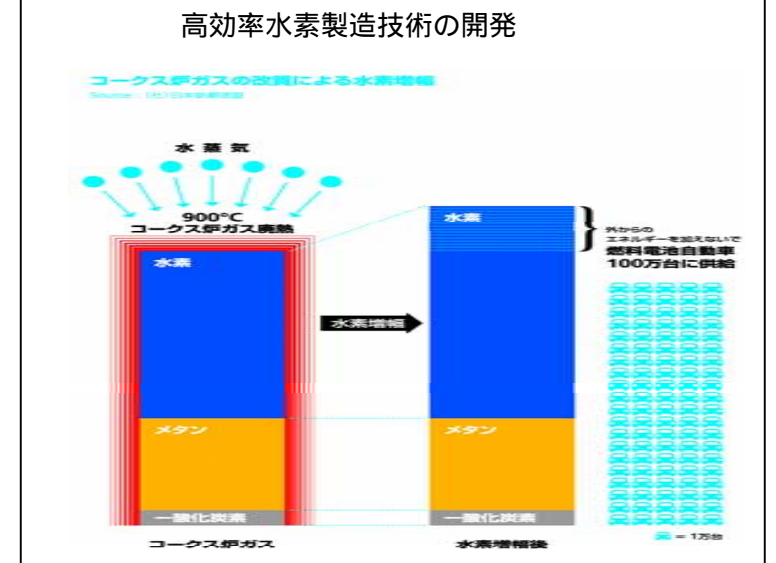 高効率水素製造技術の開発
コークス炉ガスの改質による水素増幅
水蒸気
900°C
コークス炉ガス廃熱
水素
メタン
一酸化炭素
コークス炉ガス
水素増幅
水素
メタン
一酸化炭素
水素増幅後
外からの
エネルギーを加えないで
燃料電池自動車
100万台に供給
= 1万台